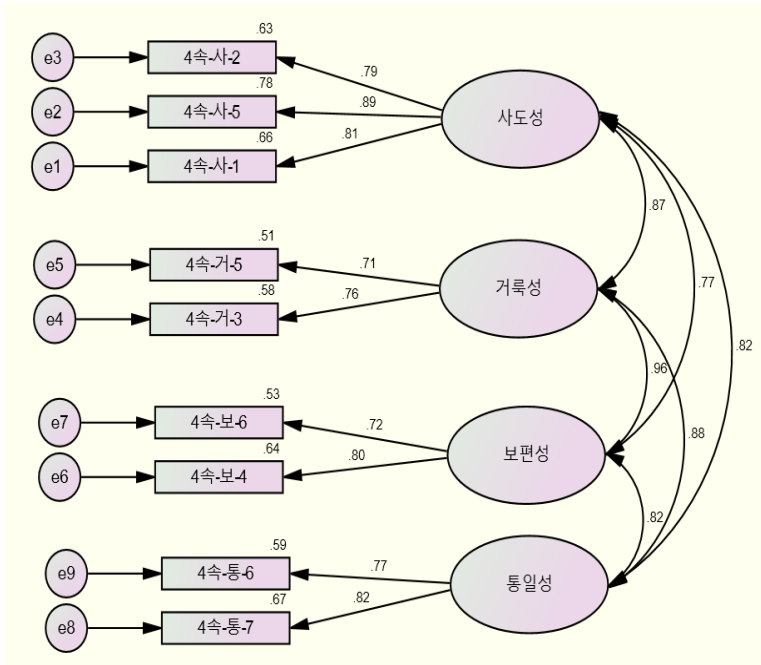 .63
e3
4속-사-2
.79
.78
e2
4속-사-5
.89
사도성
.66
e1
4속-사-1
.81
.87
.51
e5
4속-거-5
.71
거룩성
.77
.58
e4
4속-거-3
.76
.82
.96
.53
e7
4속-보-6
.72
.88
.64
e6
4속-보-4
.80
보편성
.82
.59
e9
4속-통-6
.77
통일성
.67
e8
4속-통-7
.82